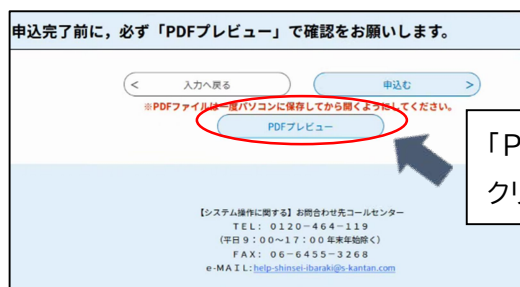 申込完了前に，必ず「PDFプレビュー」で確認をお願いします。
< 入力へ戻る
申込む >
※PDFファイルは一度パソコンに保存してから開くようにしてください。
PDFプレビュー
「P
クリ
【システム操作に関する】お問合わせ先コールセンター
ＴＥＬ： ０１２０－４６４－１１９
（平日９：００～１７：００ 年末年始除く）
ＦＡＸ： ０６－６４５５－３２６８
e-ＭＡＩＬ：help-shinsei-ibaraki@s-kantan.com